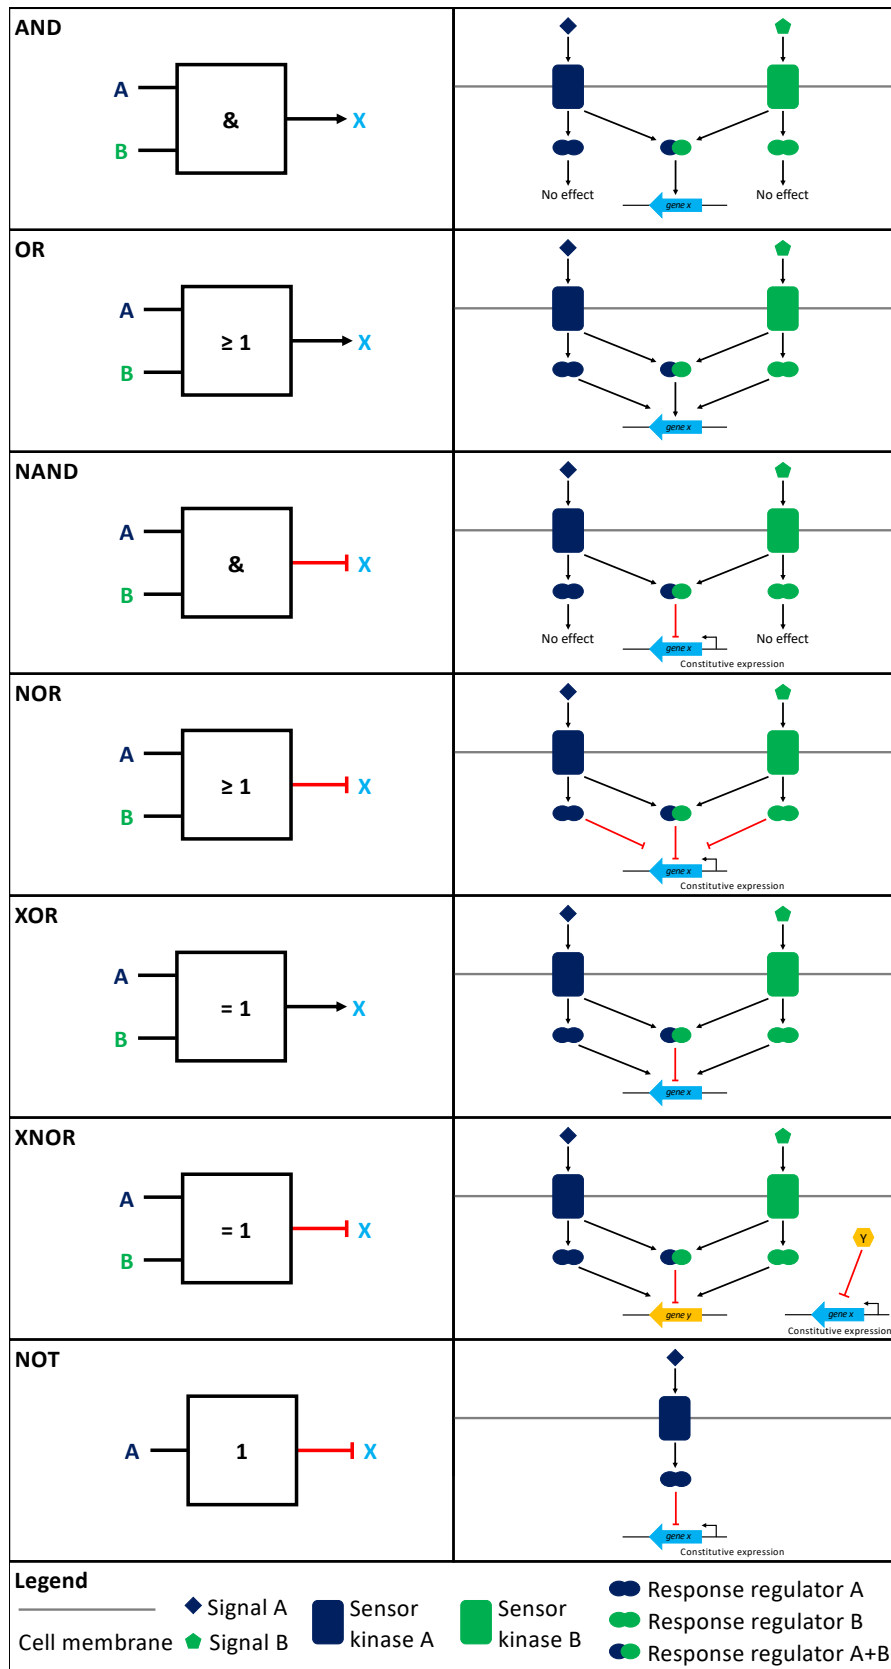 AND
A
&
X
B
No effect
gene x
No effect
OR
A
≥ 1
X
B
gene x
NAND
A
&
X
B
No effect
gene x
No effect
Constitutive expression
NOR
A
≥ 1
X
B
gene x
Constitutive expression
XOR
A
= 1
X
B
gene x
XNOR
A
= 1
X
B
Y
gene y
gene x
Constitutive expression
NOT
A
1
X
gene x
Constitutive expression
Legend
Cell membrane
Signal A
Signal B
Sensor
kinase A
Sensor
kinase B
Response regulator A
Response regulator B
Response regulator A+B